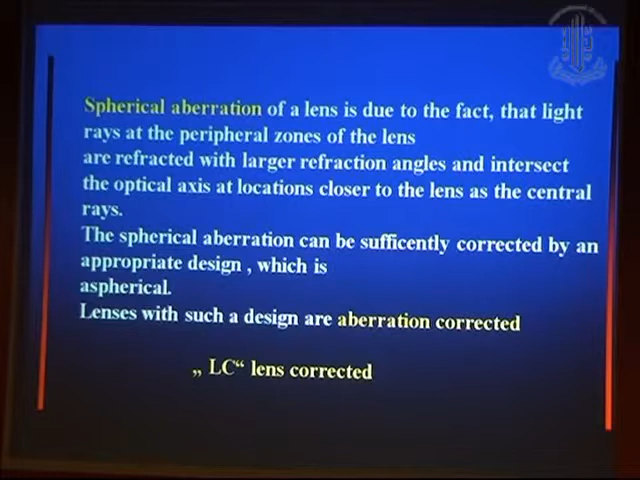 Spherical aberration of a lens is due to the fact, that light
rays at the peripheral zones of the lens
are refracted with larger refraction angles and intersect
the optical axis at locations closer to the lens as the central
rays.
The spherical aberration can be sufficently corrected by an
appropriate design , which is
aspherical.
Lenses with such a design are aberration corrected
„ LC“ lens corrected